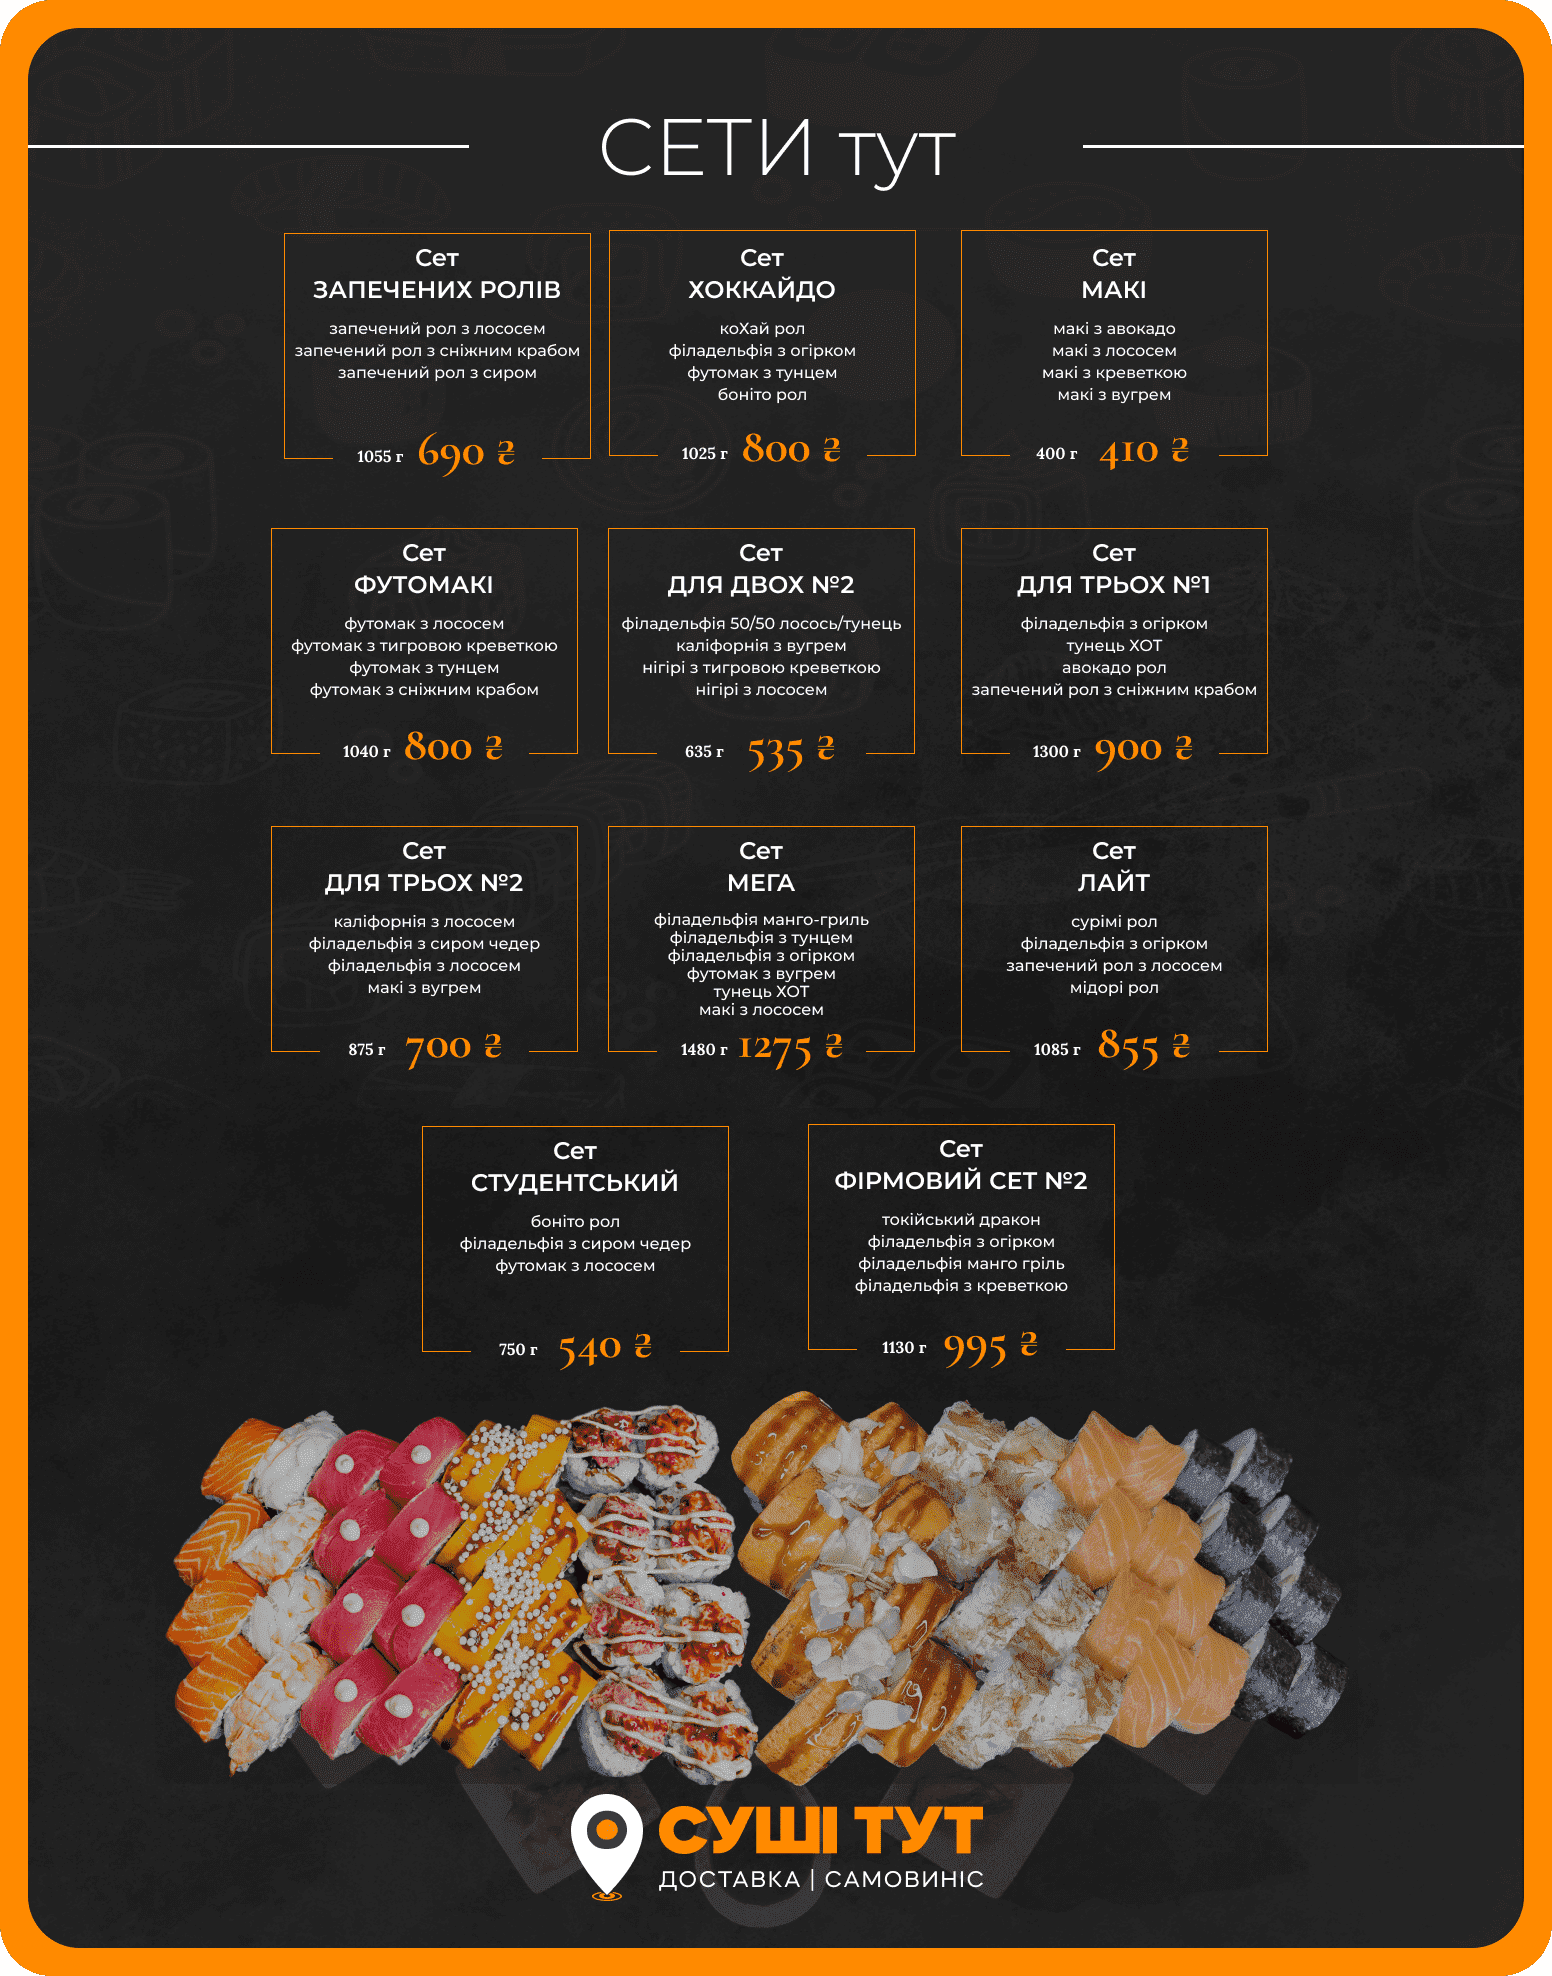 СЕТИ тут
Сет
ЗАПЕЧЕНИХ РОЛІВ
запечений рол з лососем
запечений рол з сніжним крабом
запечений рол з сиром
1055 г 690 ₴
Сет
ХОККАЙДО
коХай рол
філадельфія з огірком
футомак з тунцем
боніто рол
1025 г 800 ₴
Сет
МАКІ
макі з авокадо
макі з лососем
макі з креветкою
макі з вугрем
400 г 410 ₴
Сет
ФУТОМАКІ
футомак з лососем
футомак з тигровою креветкою
футомак з тунцем
футомак з сніжним крабом
1040 г 800 ₴
Сет
ДЛЯ ДВОХ №2
філадельфія 50/50 лосось/тунець
каліфорнія з вугрем
нігірі з тигровою креветкою
нігірі з лососем
635 г 535 ₴
Сет
ДЛЯ ТРЬОХ №1
філадельфія з огірком
тунець ХОТ
авокадо рол
запечений рол з сніжним крабом
1300 г 900 ₴
Сет
ДЛЯ ТРЬОХ №2
каліфорнія з лососем
філадельфія з сиром чедер
філадельфія з лососем
макі з вугрем
875 г 700 ₴
Сет
МЕГА
філадельфія манго-гриль
філадельфія з тунцем
філадельфія з огірком
футомак з вугрем
тунець ХОТ
макі з лососем
1480 г 1275 ₴
Сет
ЛАЙТ
сурімі рол
філадельфія з огірком
запечений рол з лососем
мідорі рол
1085 г 855 ₴
Сет
СТУДЕНТСЬКИЙ
боніто рол
філадельфія з сиром чедер
футомак з лососем
750 г 540 ₴
Сет
ФІРМОВИЙ СЕТ №2
токійський дракон
філадельфія з огірком
філадельфія манго гріль
філадельфія з креветкою
1130 г 995 ₴
СУШІ ТУТ
ДОСТАВКА | САМОВИНІС